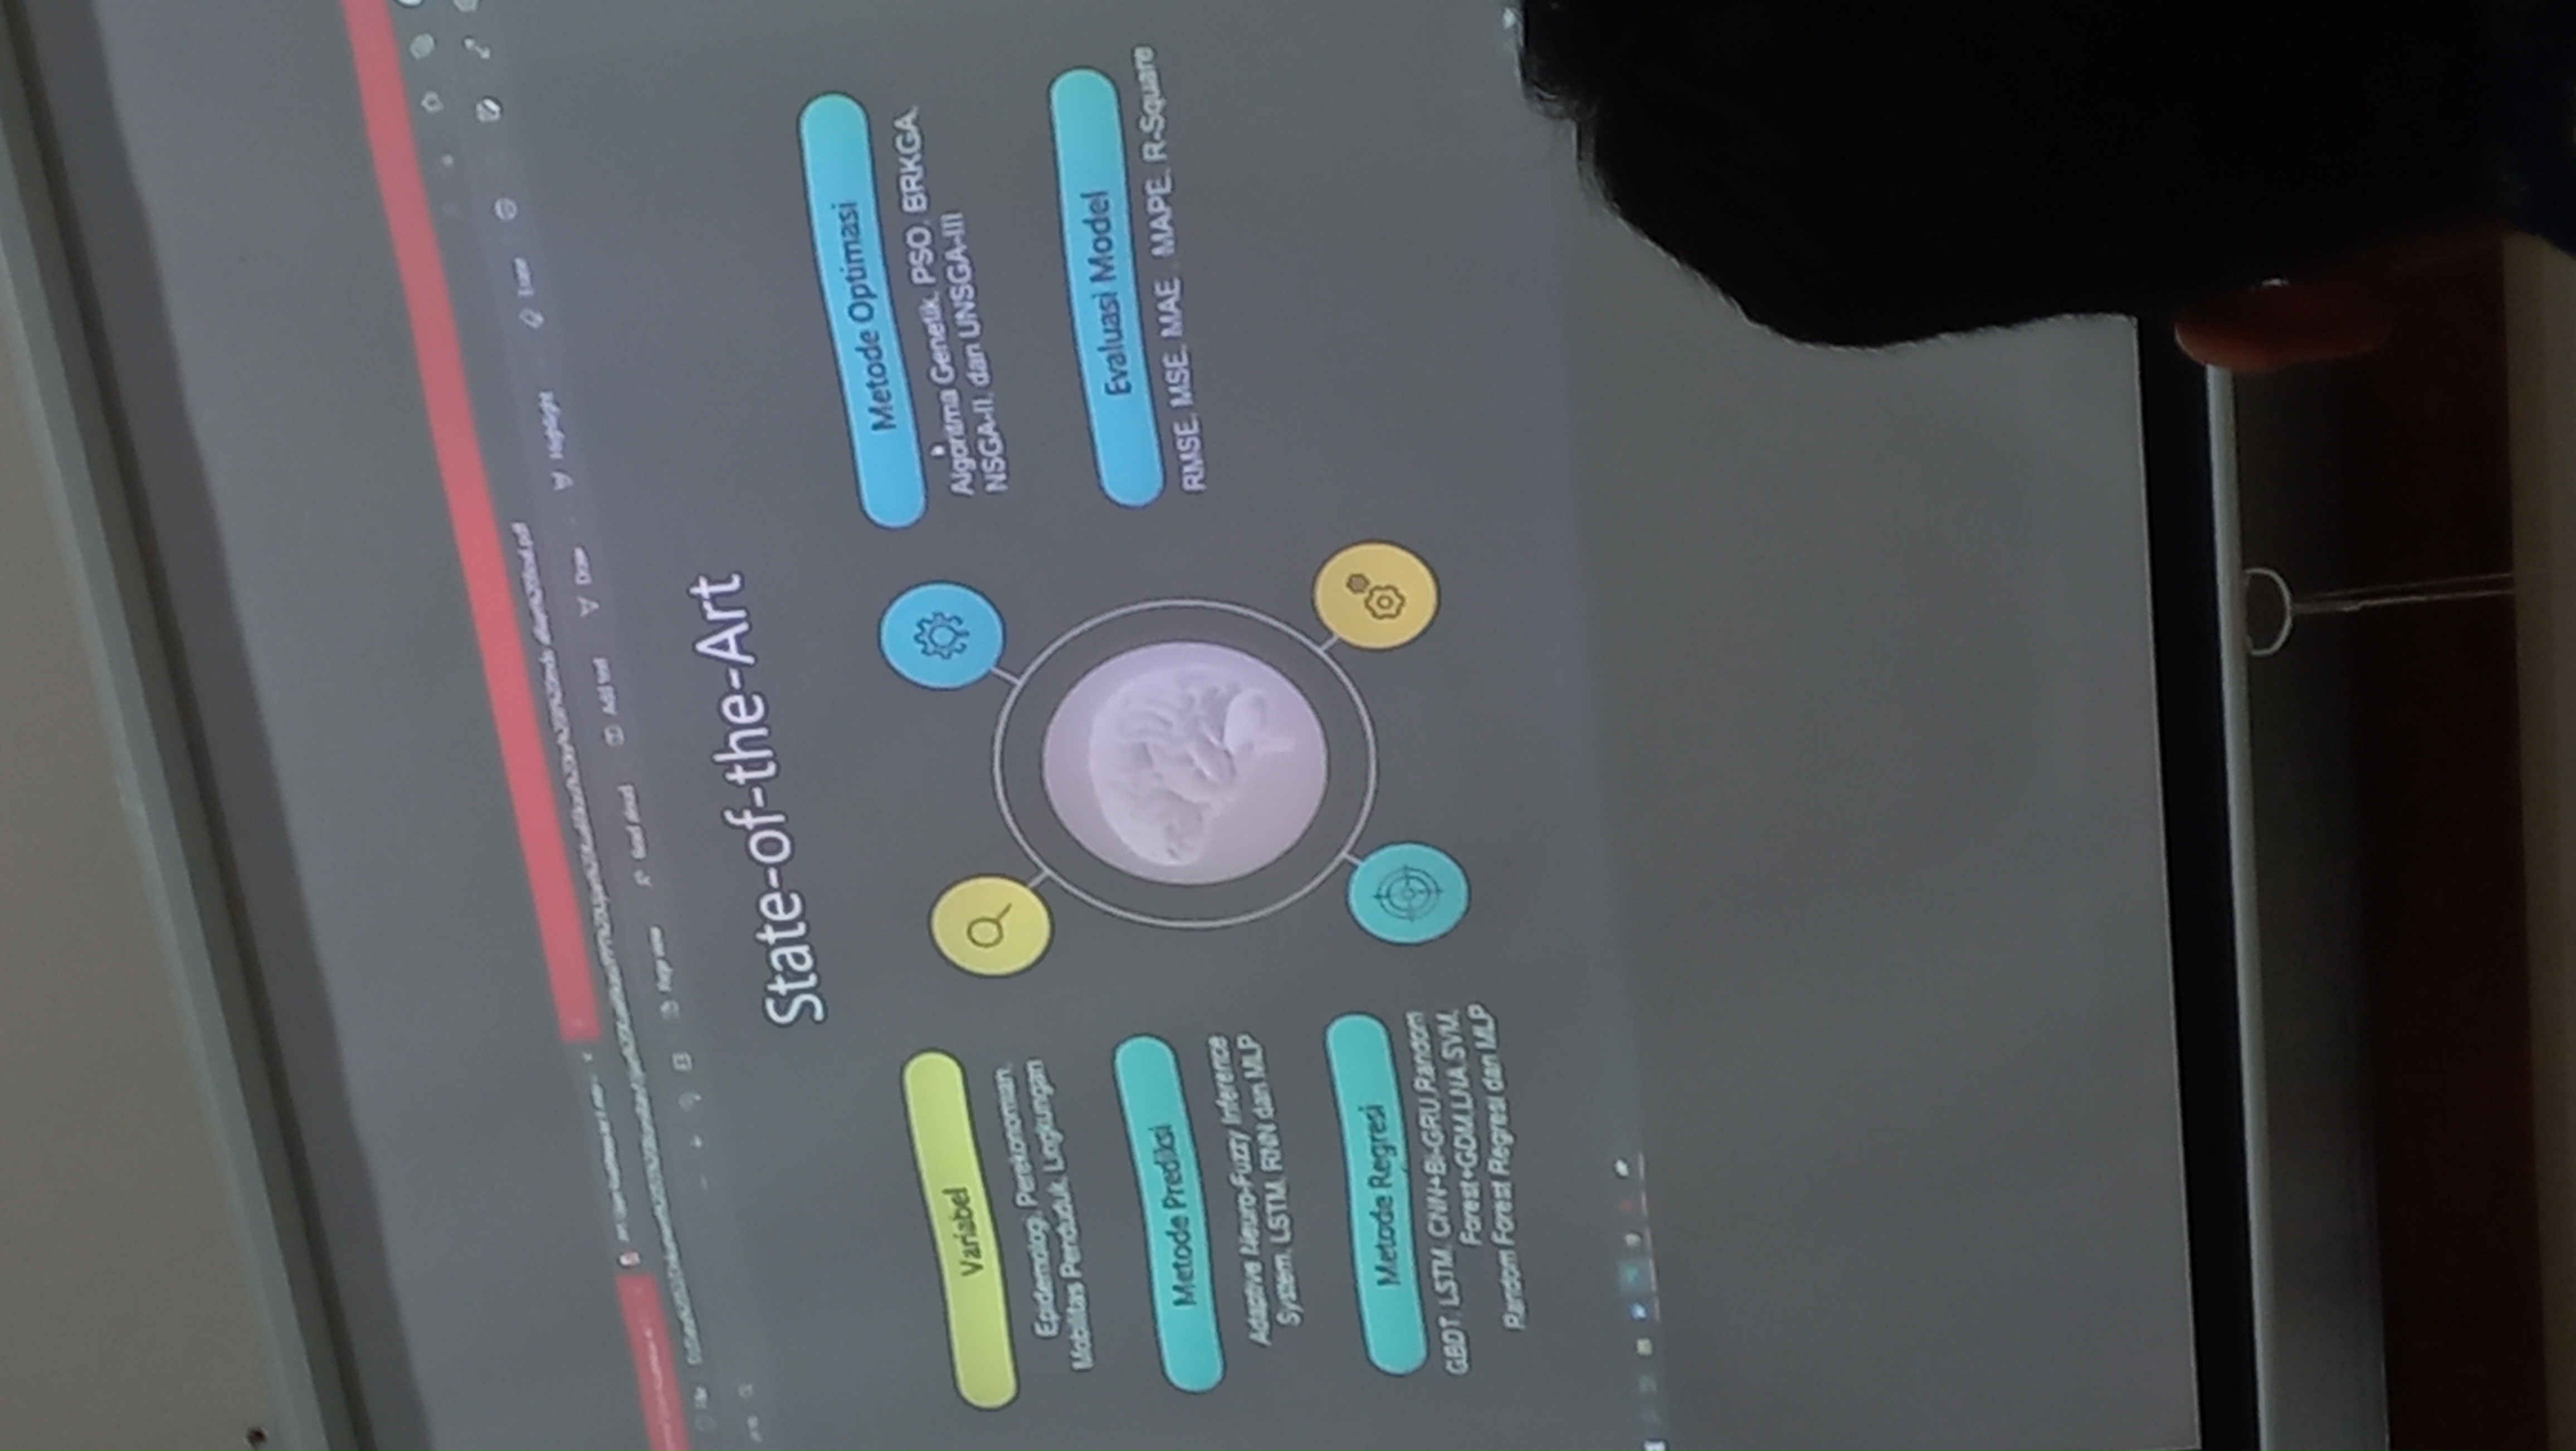 Page view
Read aloud
Add text
Draw
Highlight
Erase
State-of-the-Art
Variabel
Epidemologi, Perekonomian,
Mobilitas Penduduk, Lingkungan
Metode Prediksi
Adaptive Neuro-Fuzzy Inference
System, LSTM, RNN dan MLP
Metode Regresi
GBDT, LSTM, CNN+Bi-GRU,Random
Forest+GDM,LNA,SVM,
Random Forest Regresi dan MLP
Metode Optimasi
Algoritma Genetik, PSO, BRKGA,
NSGA-II, dan UNSGA-III
Evaluasi Model
RMSE, MSE, MAE , MAPE, R-Square